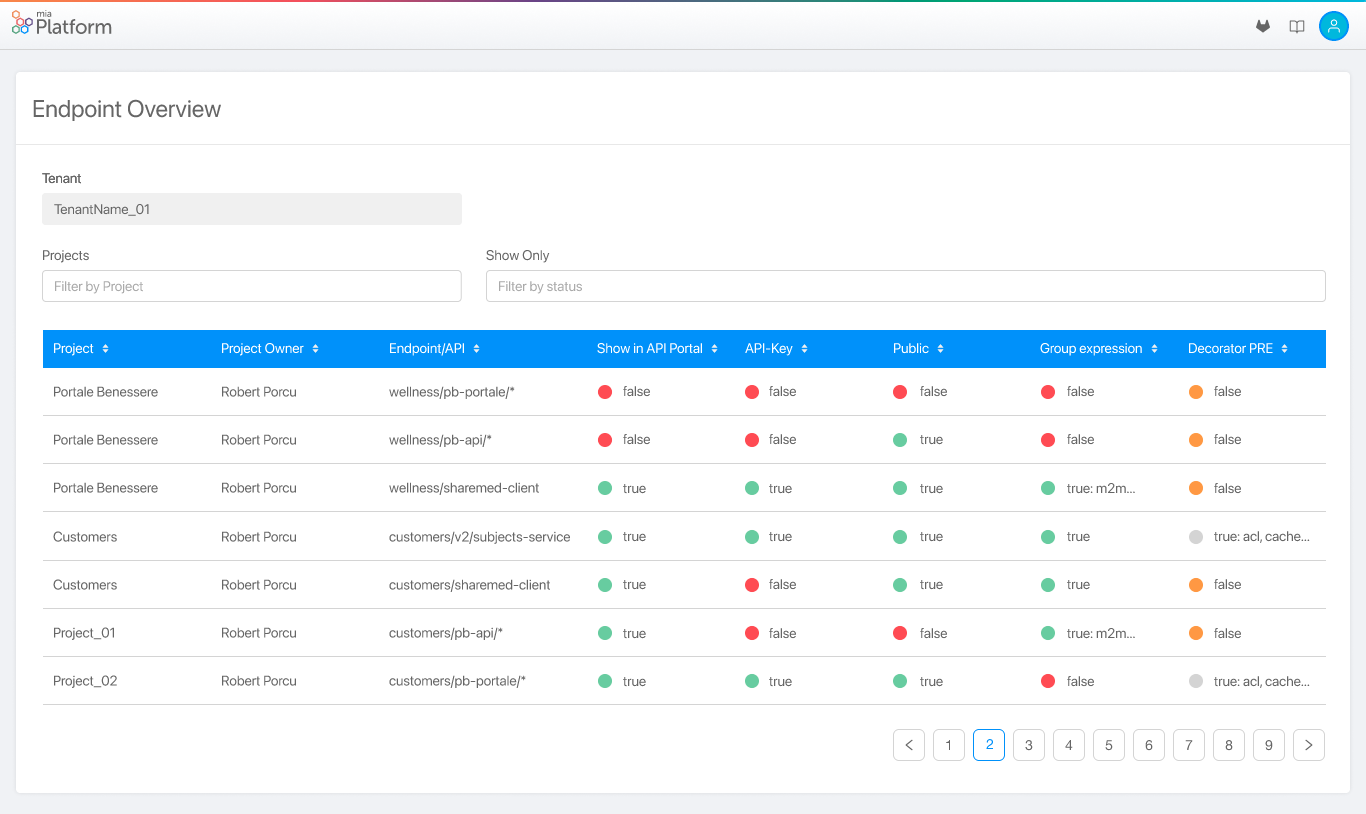 mia
Platform
Endpoint Overview
Tenant
TenantName_01
Projects Show Only
Filter by Project Filter by status
Project Project Owner Endpoint/API Show in API Portal API-Key Public Group expression Decorator PRE
Portale Benessere Robert Porcu wellness/pb-portale/* false false false false false
Portale Benessere Robert Porcu wellness/pb-api/* false false true false false
Portale Benessere Robert Porcu wellness/sharemed-client true true true true: m2m... false
Customers Robert Porcu customers/v2/subjects-service true true true true true: acl, cache...
Customers Robert Porcu customers/sharemed-client true false true true false
Project_01 Robert Porcu customers/pb-api/* true false false true: m2m... false
Project_02 Robert Porcu customers/pb-portale/* true true true false true: acl, cache...
1 2 3 4 5 6 7 8 9